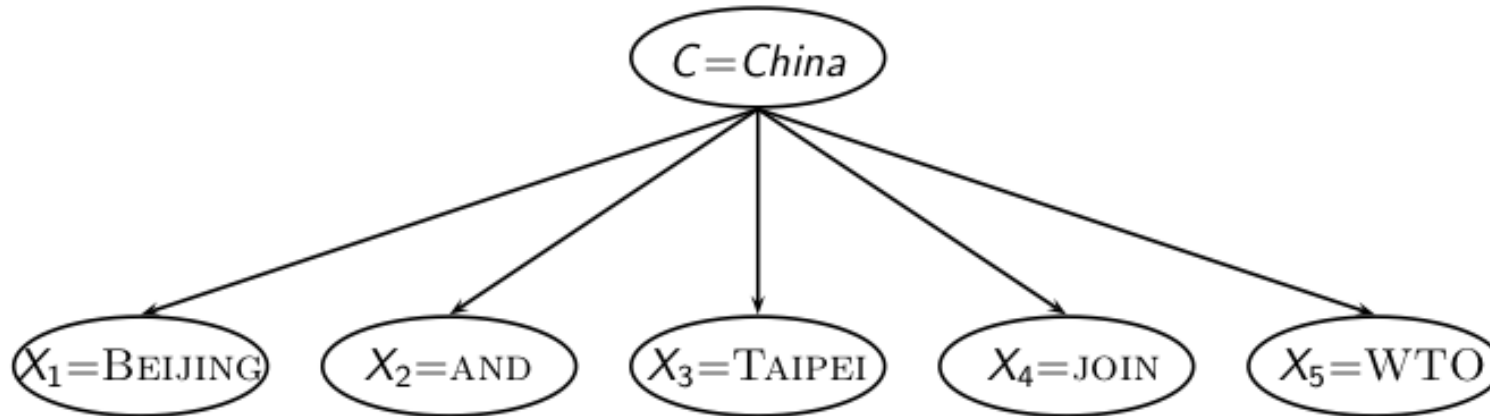 C=China
X₁=BEIJING X₂=AND X₃=TAIPEI X₄=JOIN X₅=WTO